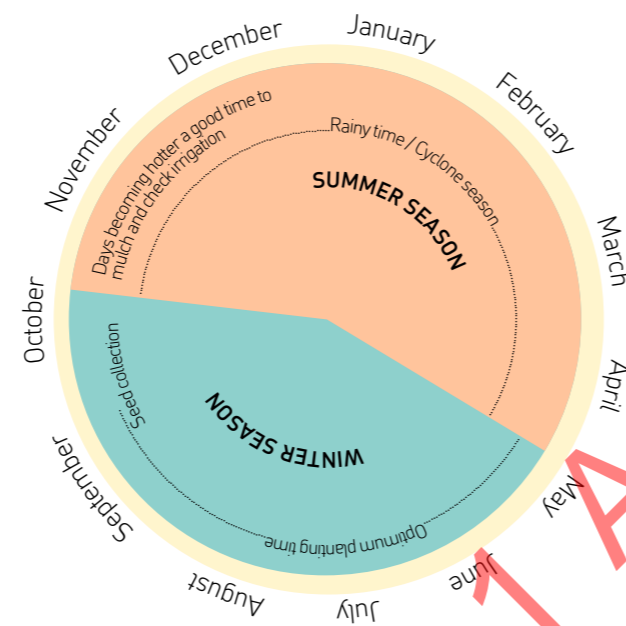 January
February
March
April
May
June
July
August
September
October
November
December
Rainy time / Cyclone season
SUMMER SEASON
Days becoming hotter a good time to
mulch and check irrigation
Seed collection
WINTER SEASON
Optimum planting time
1 A